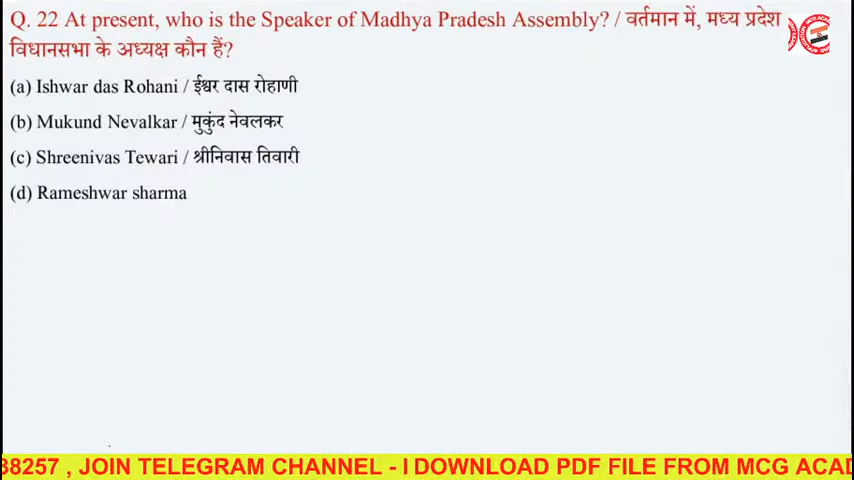 Q. 22 At present, who is the Speaker of Madhya Pradesh Assembly? / वर्तमान में, मध्य प्रदेश
विधानसभा के अध्यक्ष कौन हैं?
(a) Ishwar das Rohani / ईश्वर दास रोहाणी
(b) Mukund Nevalkar / मुकुंद नेवलकर
(c) Shreenivas Tewari / श्रीनिवास तिवारी
(d) Rameshwar sharma
38257 , JOIN TELEGRAM CHANNEL - I DOWNLOAD PDF FILE FROM MCG ACAD